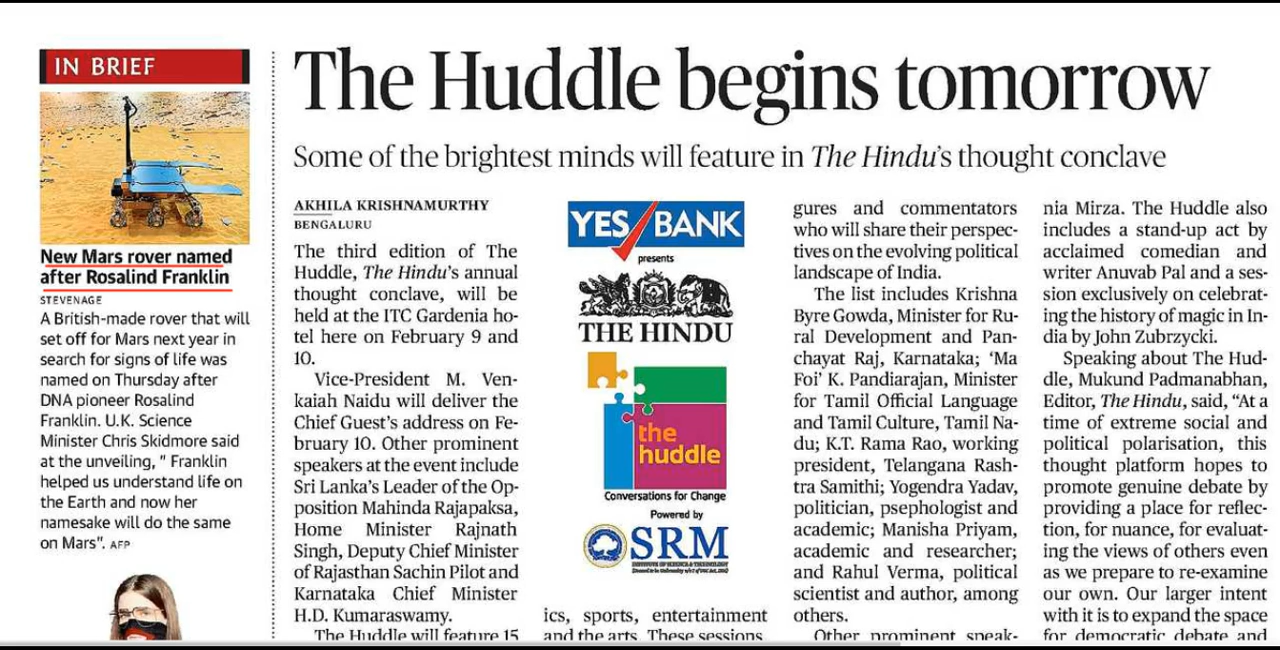 IN BRIEF
New Mars rover named
after Rosalind Franklin
STEVENAGE
A British-made rover that will
set off for Mars next year in
search for signs of life was
named on Thursday after
DNA pioneer Rosalind
Franklin. U.K. Science
Minister Chris Skidmore said
at the unveiling, " Franklin
helped us understand life on
the Earth and now her
namesake will do the same
on Mars". AFP
The Huddle begins tomorrow
Some of the brightest minds will feature in The Hindu's thought conclave
AKHILA KRISHNAMURTHY
BENGALURU
The third edition of The
Huddle, The Hindu's annual
thought conclave, will be
held at the ITC Gardenia ho-
tel here on February 9 and
10.
Vice-President M. Ven-
kaiah Naidu will deliver the
Chief Guest's address on Fe-
bruary 10. Other prominent
speakers at the event include
Sri Lanka's Leader of the Op-
position Mahinda Rajapaksa,
Home Minister Rajnath
Singh, Deputy Chief Minister
of Rajasthan Sachin Pilot and
Karnataka Chief Minister
H.D. Kumaraswamy.
The Huddle will feature 15
YES BANK
presents
THE HINDU
the
huddle
Conversations for Change
Powered by
SRM
INSTITUTE OF SCIENCE & TECHNOLOGY
ics, sports, entertainment
and the arts. These sessions
gures and commentators
who will share their perspec-
tives on the evolving political
landscape of India.
The list includes Krishna
Byre Gowda, Minister for Ru-
ral Development and Pan-
chayat Raj, Karnataka; 'Ma
Foi' K. Pandiarajan, Minister
for Tamil Official Language
and Tamil Culture, Tamil Na-
du; K.T. Rama Rao, working
president, Telangana Rash-
tra Samithi; Yogendra Yadav,
politician, psephologist and
academic; Manisha Priyam,
academic and researcher;
and Rahul Verma, political
scientist and author, among
others.
Other prominent speak-
nia Mirza. The Huddle also
includes a stand-up act by
acclaimed comedian and
writer Anuvab Pal and a ses-
sion exclusively on celebrat-
ing the history of magic in In-
dia by John Zubrzycki.
Speaking about The Hud-
dle, Mukund Padmanabhan,
Editor, The Hindu, said, "At a
time of extreme social and
political polarisation, this
thought platform hopes to
promote genuine debate by
providing a place for reflec-
tion, for nuance, for evaluat-
ing the views of others even
as we prepare to re-examine
our own. Our larger intent
with it is to expand the space
for democratic debate and